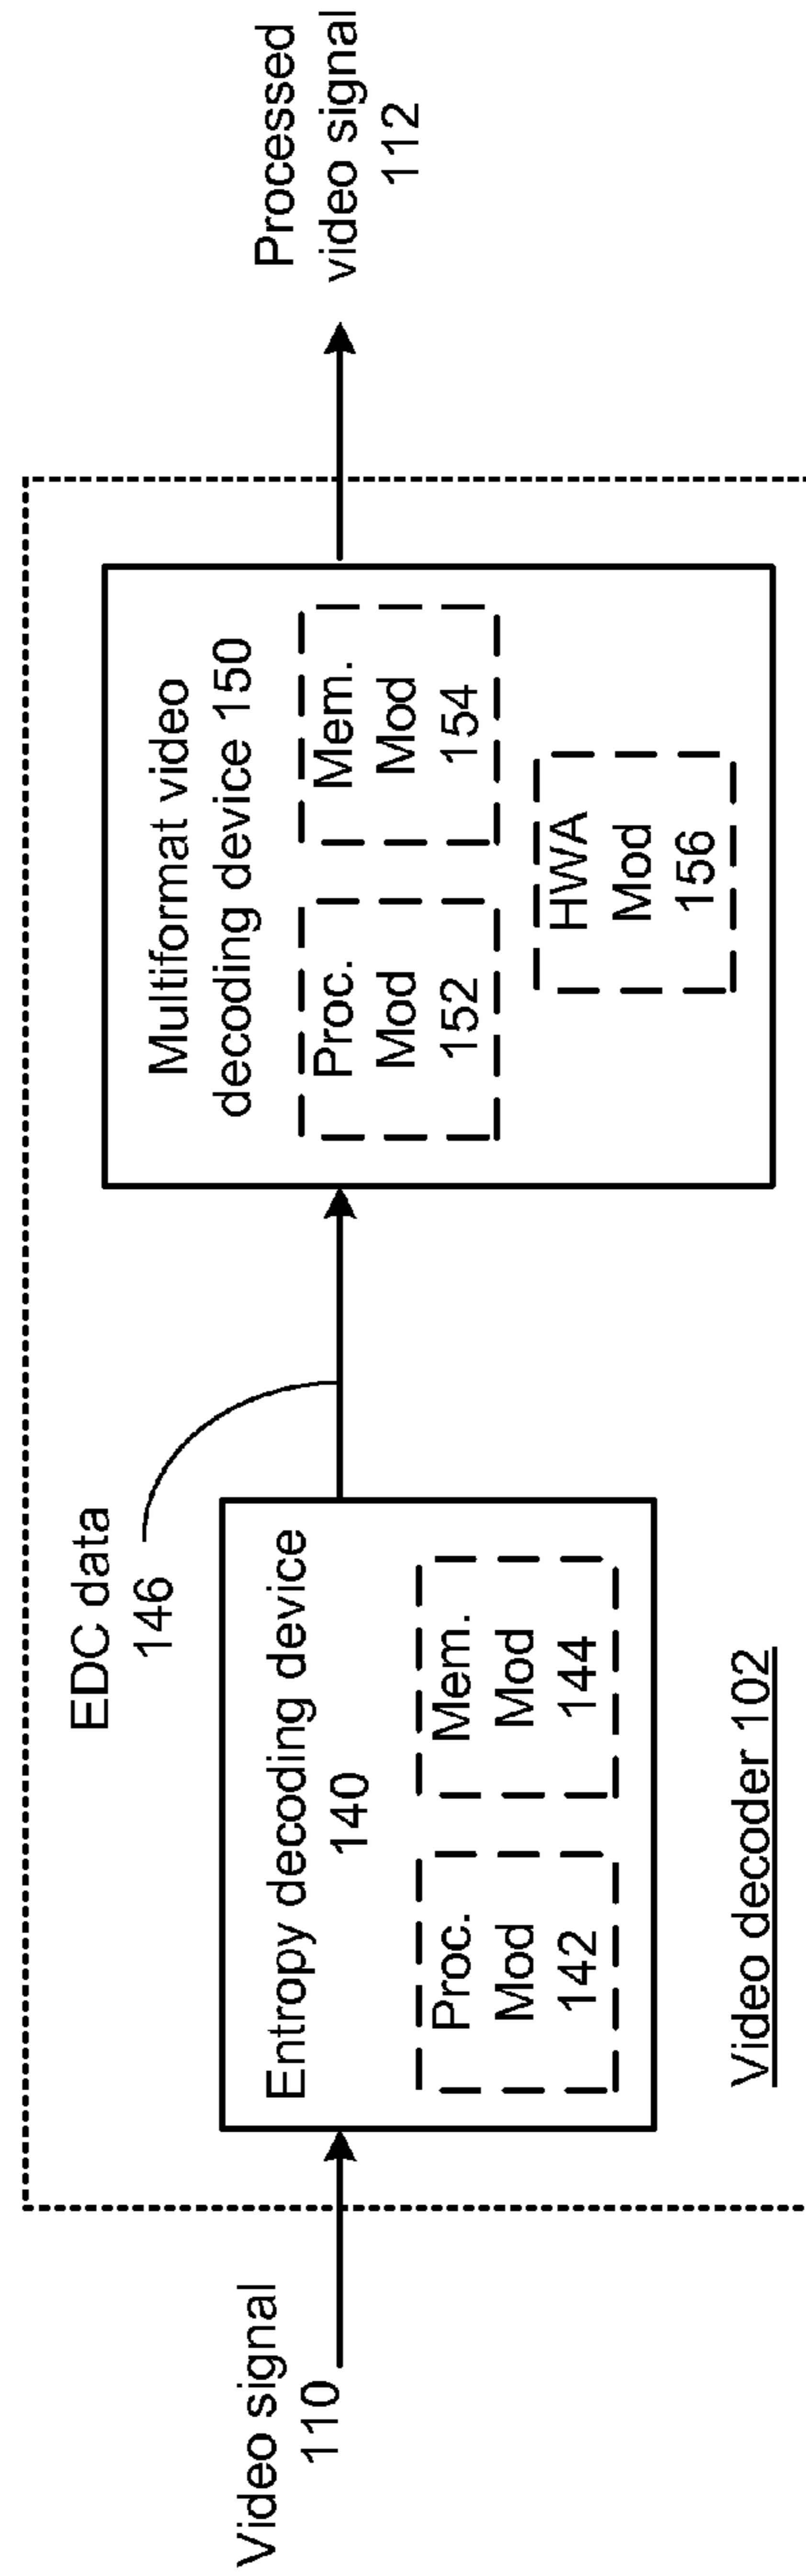 Video signal
110
Entropy decoding device
140
Proc.
Mod
142
Mem.
Mod
144
EDC data
146
Multiformat video
decoding device 150
Proc.
Mod
152
Mem.
Mod
154
HWA
Mod
156
Processed
video signal
112
Video decoder 102